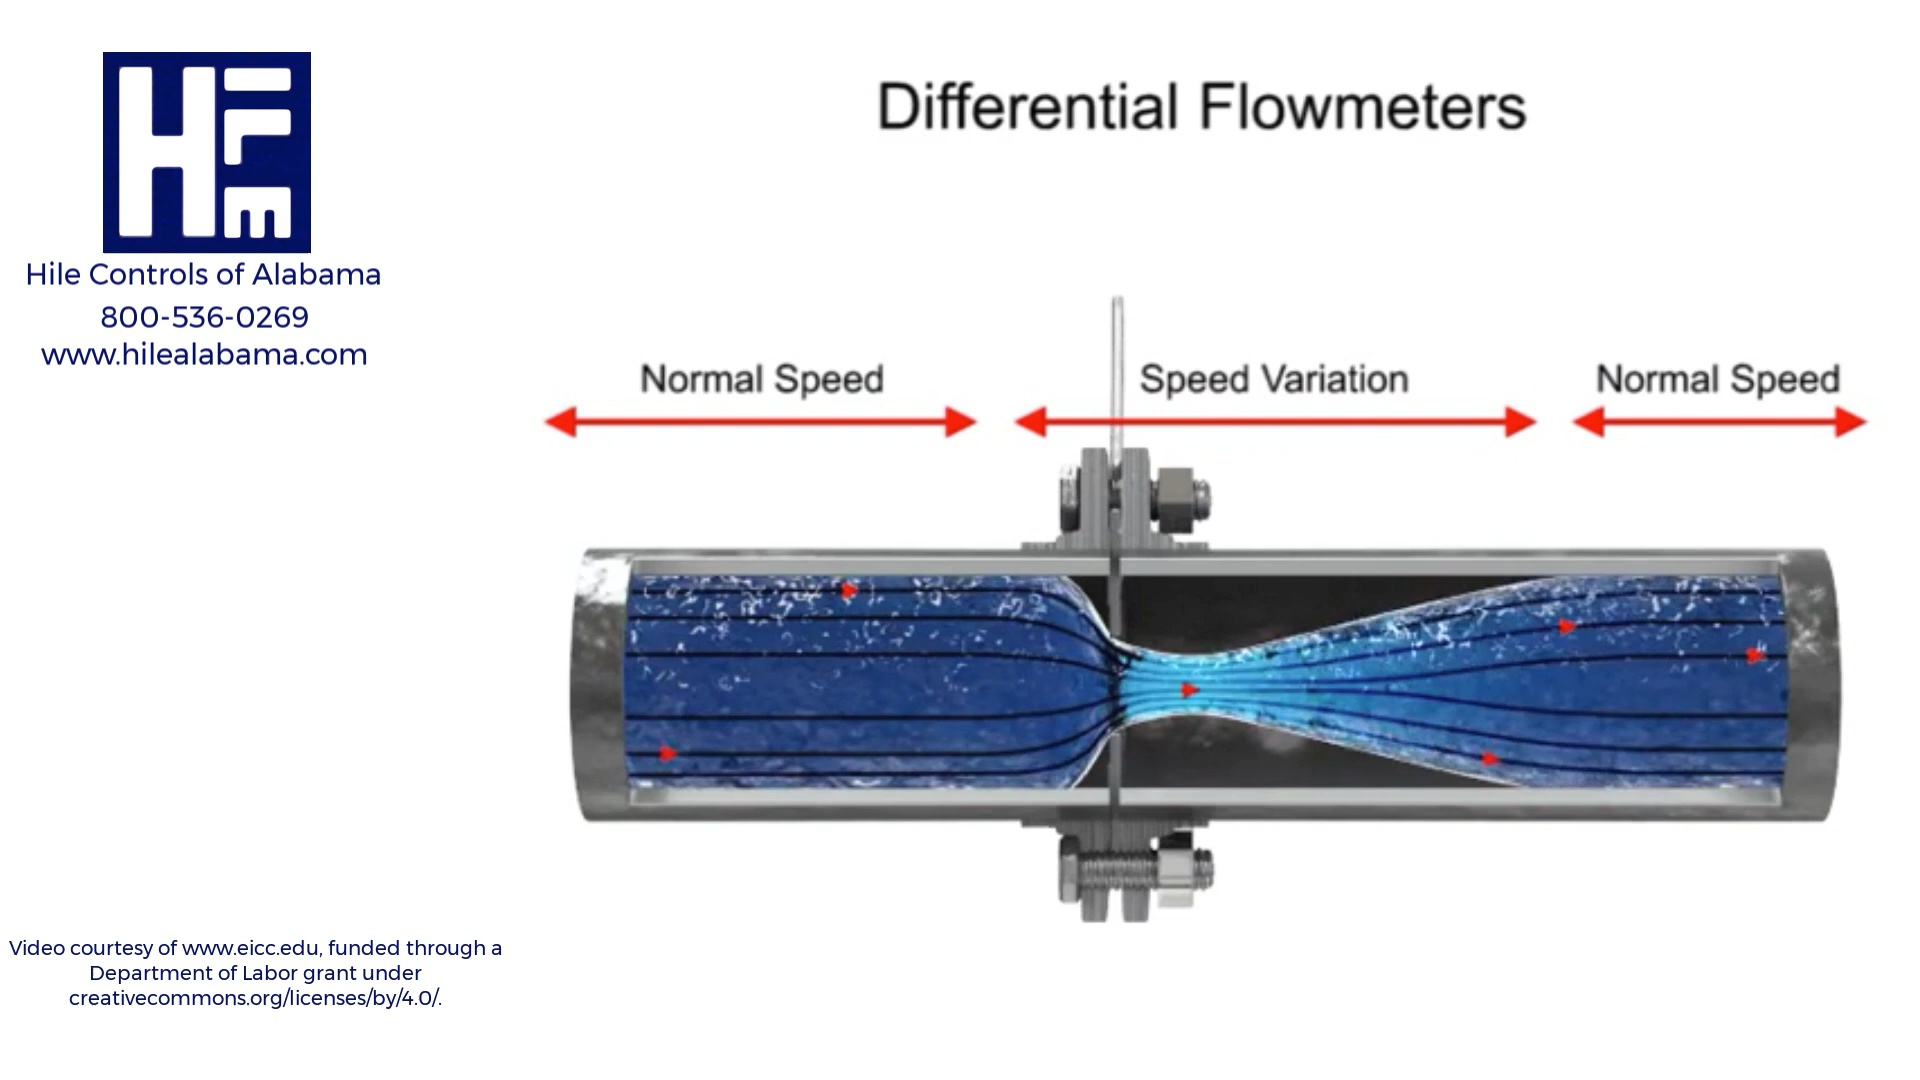 HFm
Hile Controls of Alabama
800-536-0269
www.hilealabama.com
Differential Flowmeters
Normal Speed
Speed Variation
Normal Speed
Video courtesy of www.eicc.edu, funded through a
Department of Labor grant under
creativecommons.org/licenses/by/4.0/.